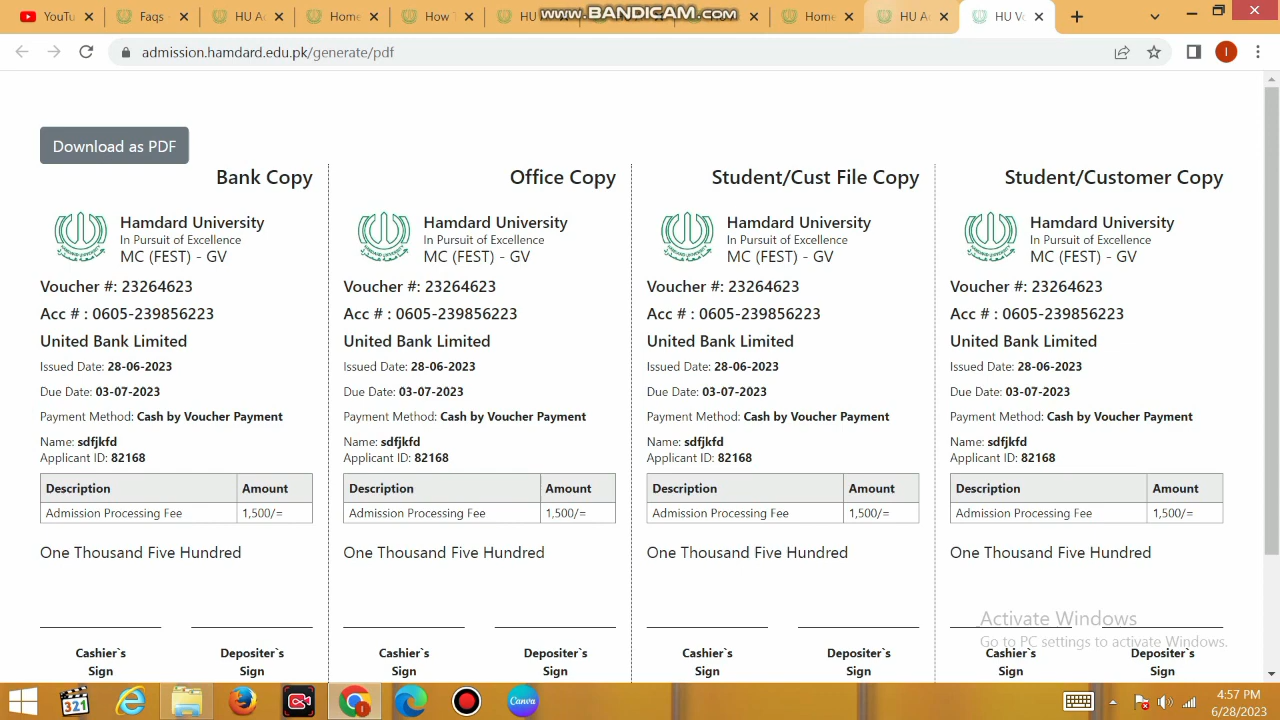 YouTu
Faqs
HU A
Home
How T
HU
www.BANDICAM.com
Home
HU A
HU Vo
admission.hamdard.edu.pk/generate/pdf
I
Download as PDF
Bank Copy
Hamdard University
In Pursuit of Excellence
MC (FEST) - GV
Voucher #: 23264623
Acc # : 0605-239856223
United Bank Limited
Issued Date: 28-06-2023
Due Date: 03-07-2023
Payment Method: Cash by Voucher Payment
Name: sdfjkfd
Applicant ID: 82168
Description Amount
Admission Processing Fee 1,500/=
One Thousand Five Hundred
Cashier`s Depositer`s
Sign Sign
Office Copy
Hamdard University
In Pursuit of Excellence
MC (FEST) - GV
Voucher #: 23264623
Acc # : 0605-239856223
United Bank Limited
Issued Date: 28-06-2023
Due Date: 03-07-2023
Payment Method: Cash by Voucher Payment
Name: sdfjkfd
Applicant ID: 82168
Description Amount
Admission Processing Fee 1,500/=
One Thousand Five Hundred
Cashier`s Depositer`s
Sign Sign
Student/Cust File Copy
Hamdard University
In Pursuit of Excellence
MC (FEST) - GV
Voucher #: 23264623
Acc # : 0605-239856223
United Bank Limited
Issued Date: 28-06-2023
Due Date: 03-07-2023
Payment Method: Cash by Voucher Payment
Name: sdfjkfd
Applicant ID: 82168
Description Amount
Admission Processing Fee 1,500/=
One Thousand Five Hundred
Cashier`s Depositer`s
Sign Sign
Student/Customer Copy
Hamdard University
In Pursuit of Excellence
MC (FEST) - GV
Voucher #: 23264623
Acc # : 0605-239856223
United Bank Limited
Issued Date: 28-06-2023
Due Date: 03-07-2023
Payment Method: Cash by Voucher Payment
Name: sdfjkfd
Applicant ID: 82168
Description Amount
Admission Processing Fee 1,500/=
One Thousand Five Hundred
Cashier`s Depositer`s
Sign Sign
Activate Windows
Go to PC settings to activate Windows.
321
Canva
4:57 PM
6/28/2023